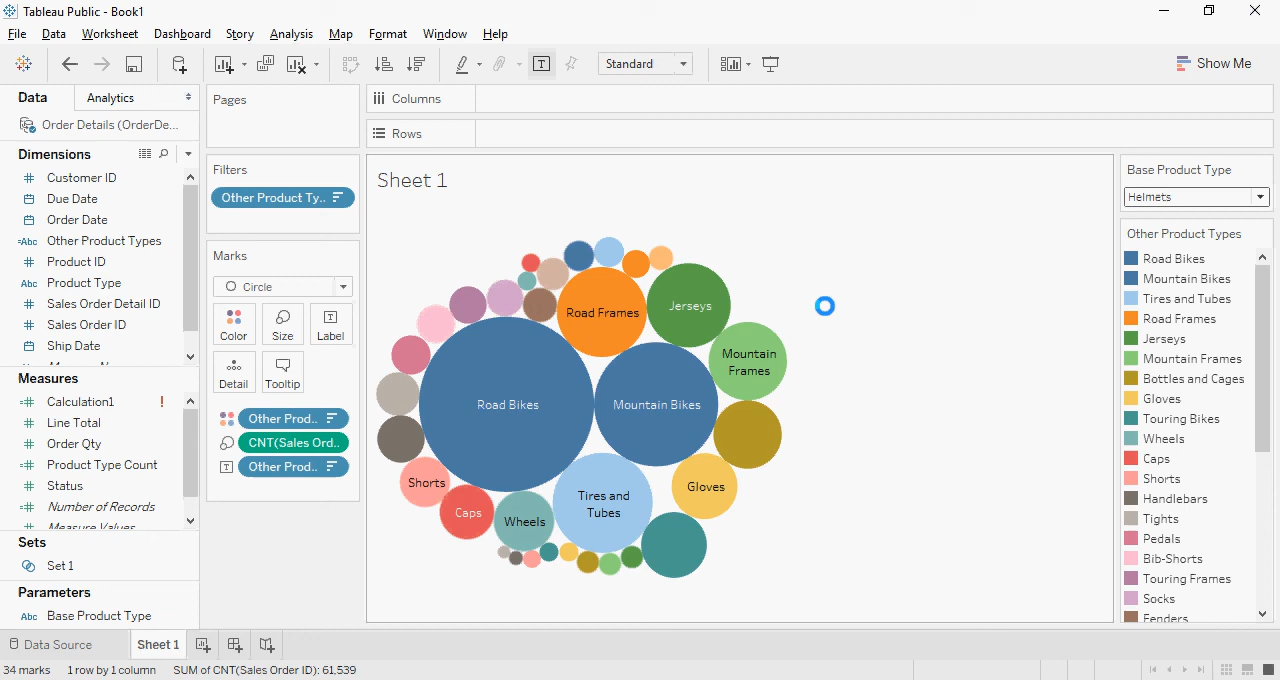 Tableau Public - Book1
File Data Worksheet Dashboard Story Analysis Map Format Window Help
Standard
Show Me
Data
Analytics
Order Details (OrderDe...
Dimensions
Customer ID
Due Date
Order Date
=Abc Other Product Types
Product ID
Abc Product Type
Sales Order Detail ID
Sales Order ID
Ship Date
Measures
Calculation1 !
Line Total
Order Qty
Product Type Count
Status
Number of Records
Measure Values
Sets
Set 1
Parameters
Abc Base Product Type
Pages
Filters
Other Product Ty..
Marks
Circle
Color Size Label
Detail Tooltip
Other Prod..
CNT(Sales Ord..
Other Prod..
Columns
Rows
Sheet 1
Road Frames
Jerseys
Mountain
Frames
Road Bikes
Mountain Bikes
Shorts
Gloves
Tires and
Tubes
Caps
Wheels
Base Product Type
Helmets
Other Product Types
Road Bikes
Mountain Bikes
Tires and Tubes
Road Frames
Jerseys
Mountain Frames
Bottles and Cages
Gloves
Touring Bikes
Wheels
Caps
Shorts
Handlebars
Tights
Pedals
Bib-Shorts
Touring Frames
Socks
Fenders
Data Source
Sheet 1
34 marks 1 row by 1 column SUM of CNT(Sales Order ID): 61,539